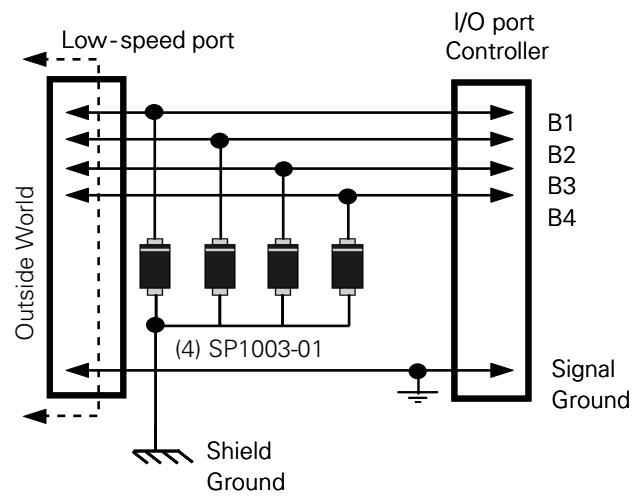 Low-speed port
I/O port
Controller
B1
B2
B3
B4
Outside World
(4) SP1003-01
Signal
Ground
Shield
Ground